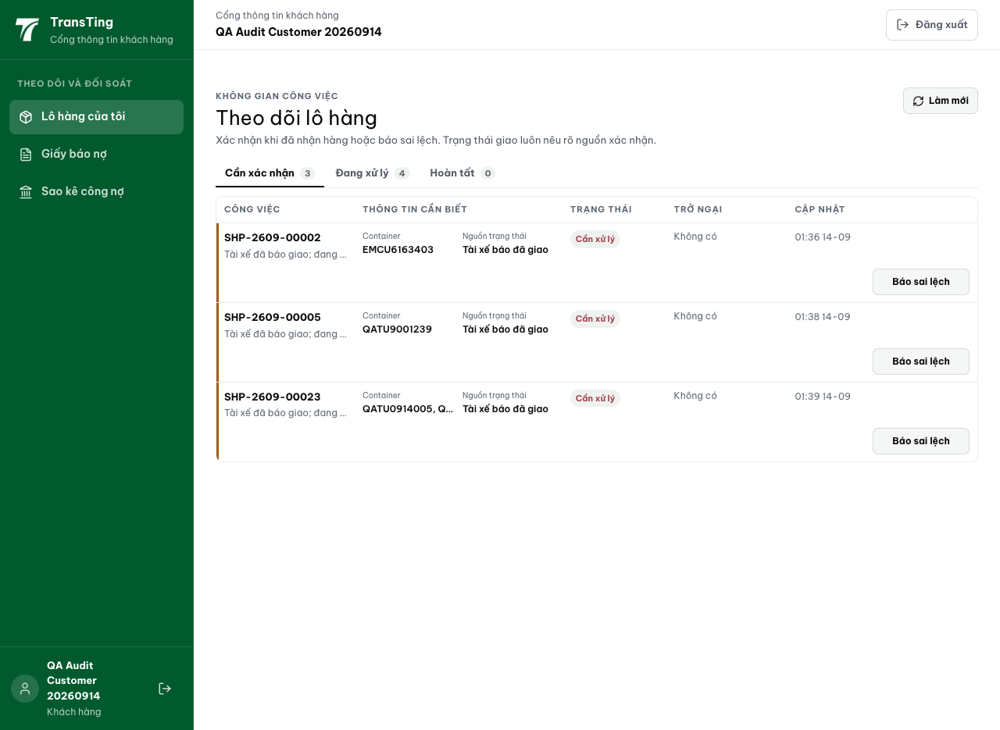 TransTing
Cổng thông tin khách hàng
THEO DÕI VÀ ĐỐI SOÁT
Lô hàng của tôi
Giấy báo nợ
Sao kê công nợ
QA Audit
Customer
20260914
Khách hàng
Cổng thông tin khách hàng
QA Audit Customer 20260914
Đăng xuất
KHÔNG GIAN CÔNG VIỆC
Theo dõi lô hàng
Xác nhận khi đã nhận hàng hoặc báo sai lệch. Trạng thái giao luôn nêu rõ nguồn xác nhận.
Làm mới
Cần xác nhận 3 Đang xử lý 4 Hoàn tất 0
CÔNG VIỆC THÔNG TIN CẦN BIẾT TRẠNG THÁI TRỞ NGẠI CẬP NHẬT
SHP-2609-00002
Tài xế đã báo giao; đang ...
Container
EMCU6163403
Nguồn trạng thái
Tài xế báo đã giao
Cần xử lý
Không có
01:36 14-09
Báo sai lệch
SHP-2609-00005
Tài xế đã báo giao; đang ...
Container
QATU9001239
Nguồn trạng thái
Tài xế báo đã giao
Cần xử lý
Không có
01:38 14-09
Báo sai lệch
SHP-2609-00023
Tài xế đã báo giao; đang ...
Container
QATU0914005, Q...
Nguồn trạng thái
Tài xế báo đã giao
Cần xử lý
Không có
01:39 14-09
Báo sai lệch